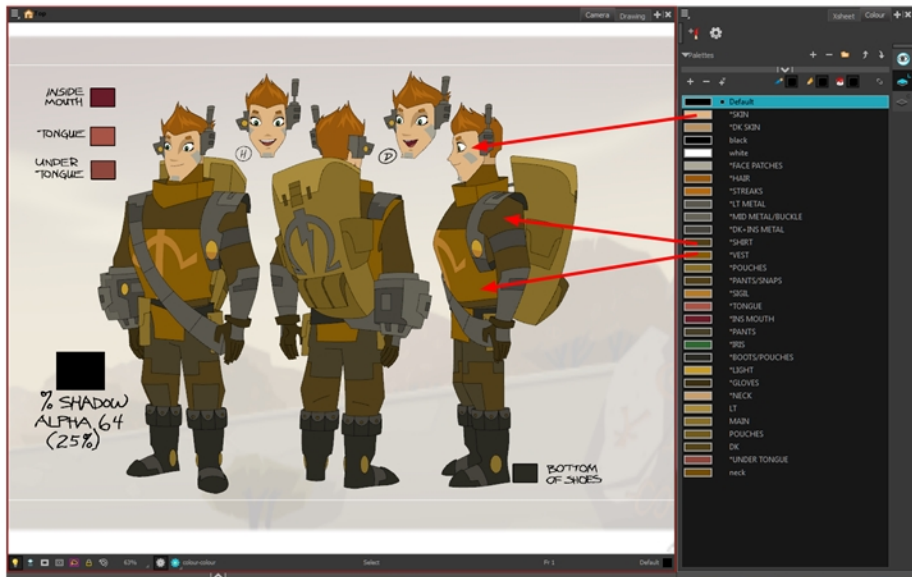 Top
Camera
Drawing
Xsheet
Colour
Palettes
INSIDE
MOUTH
TONGUE
UNDER
TONGUE
H
D
% SHADOW
ALPHA 64
(25%)
BOTTOM
OF SHOES
Default
*SKIN
*DK SKIN
black
white
*FACE PATCHES
*HAIR
*STREAKS
*LT METAL
*MID METAL/BUCKLE
*DK+INS METAL
*SHIRT
*VEST
*POUCHES
*PANTS/SNAPS
*SIGIL
*TONGUE
*INS MOUTH
*PANTS
*IRIS
*BOOTS/POUCHES
*LIGHT
*GLOVES
*NECK
LT
MAIN
POUCHES
DK
*UNDER TONGUE
neck
63%
colour-colour
Select
Fr 1
Default